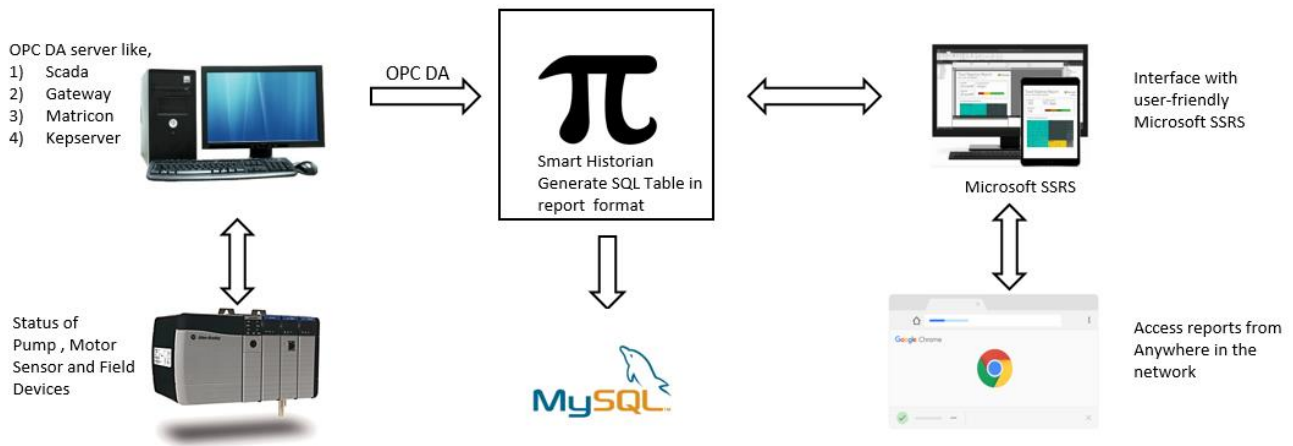 OPC DA server like,
1) Scada
2) Gateway
3) Matricon
4) Kepserver
OPC DA
π
Smart Historian
Generate SQL Table in
report format
Interface with
user-friendly
Microsoft SSRS
Microsoft SSRS
Status of
Pump , Motor
Sensor and Field
Devices
MySQL
Google Chrome
Access reports from
Anywhere in the
network